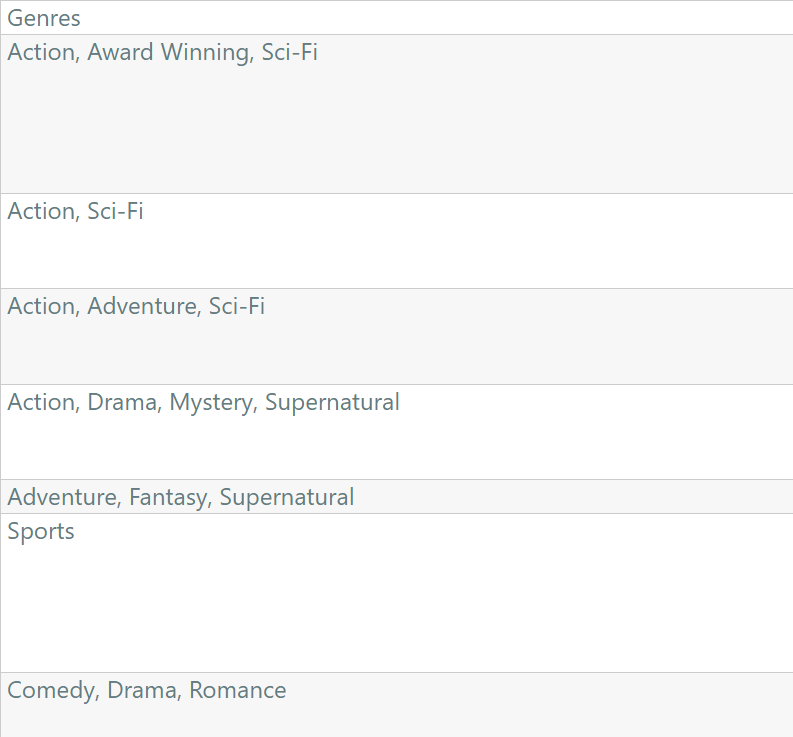 Genres
Action, Award Winning, Sci-Fi
Action, Sci-Fi
Action, Adventure, Sci-Fi
Action, Drama, Mystery, Supernatural
Adventure, Fantasy, Supernatural
Sports
Comedy, Drama, Romance